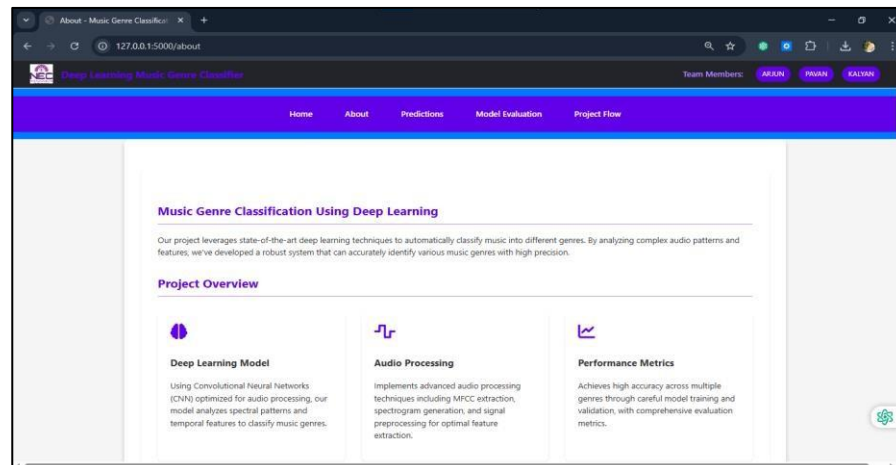 About - Music Genre Classificat
127.0.0.1:5000/about
NEC
Deep Learning Music Genre Classifier
Team Members: ARJUN PAVAN KALYAN
Home About Predictions Model Evaluation Project Flow
Music Genre Classification Using Deep Learning
Our project leverages state-of-the-art deep learning techniques to automatically classify music into different genres. By analyzing complex audio patterns and
features, we've developed a robust system that can accurately identify various music genres with high precision.
Project Overview
Deep Learning Model
Using Convolutional Neural Networks
(CNN) optimized for audio processing, our
model analyzes spectral patterns and
temporal features to classify music genres.
Audio Processing
Implements advanced audio processing
techniques including MFCC extraction,
spectrogram generation, and signal
preprocessing for optimal feature
extraction.
Performance Metrics
Achieves high accuracy across multiple
genres through careful model training and
validation, with comprehensive evaluation
metrics.